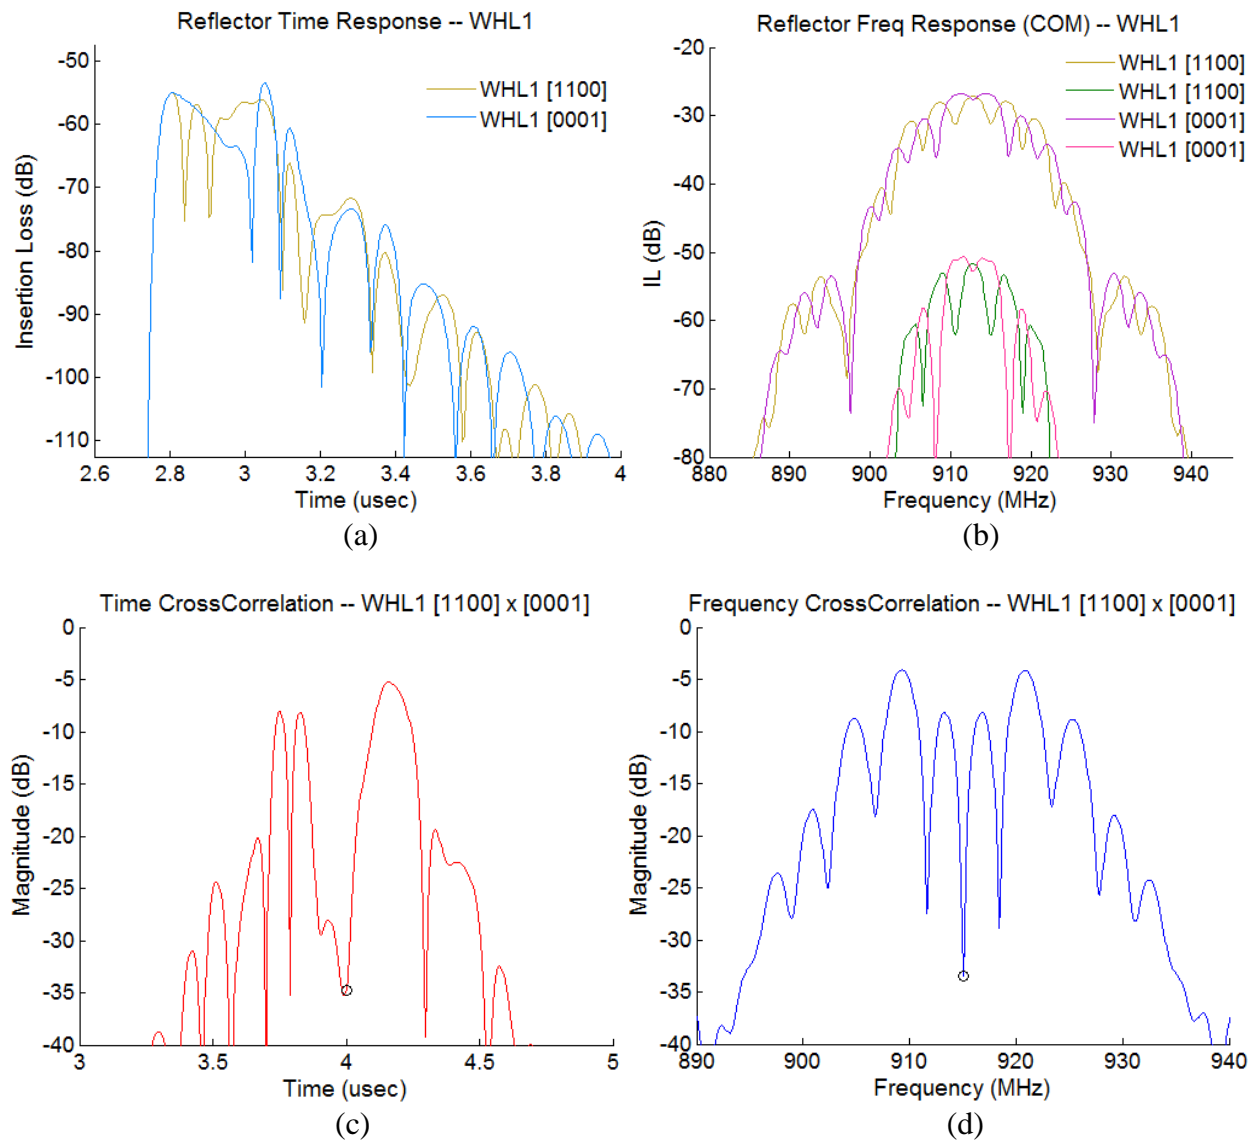 Reflector Time Response -- WHL1
-50
-60
-70
-80
-90
-100
-110
Insertion Loss (dB)
WHL1 [1100]
WHL1 [0001]
2.6 2.8 3 3.2 3.4 3.6 3.8 4
Time (usec)
(a)
Reflector Freq Response (COM) -- WHL1
-20
-30
-40
-50
-60
-70
-80
IL (dB)
WHL1 [1100]
WHL1 [1100]
WHL1 [0001]
WHL1 [0001]
880 890 900 910 920 930 940
Frequency (MHz)
(b)
Time CrossCorrelation -- WHL1 [1100] x [0001]
0
-5
-10
-15
-20
-25
-30
-35
-40
Magnitude (dB)
3 3.5 4 4.5 5
Time (usec)
(c)
Frequency CrossCorrelation -- WHL1 [1100] x [0001]
0
-5
-10
-15
-20
-25
-30
-35
-40
Magnitude (dB)
890 900 910 920 930 940
Frequency (MHz)
(d)